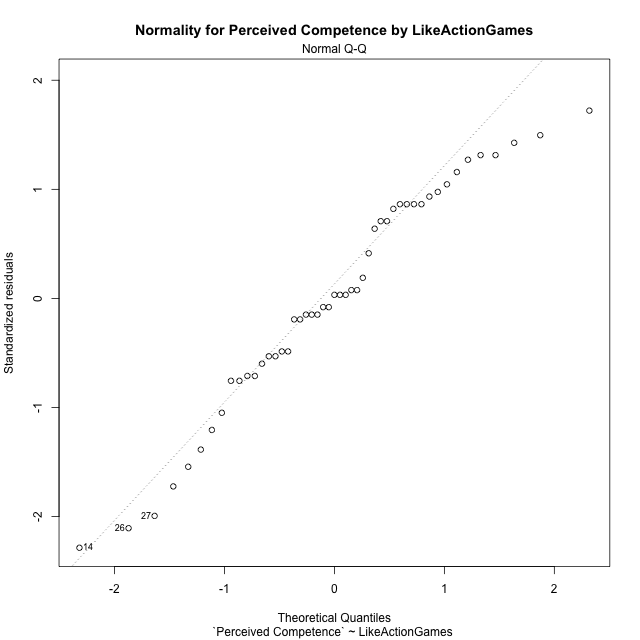 Normality for Perceived Competence by LikeActionGames
Normal Q-Q
2
1
0
-1
-2
Standardized residuals
27
26
14
-2
-1
0
1
2
Theoretical Quantiles
`Perceived Competence` ~ LikeActionGames